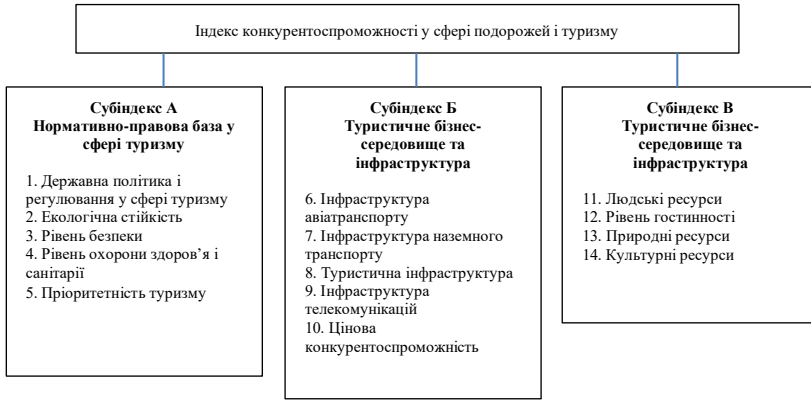 Індекс конкурентоспроможності у сфері подорожей і туризму
Субіндекс А
Нормативно-правова база у
сфері туризму
1. Державна політика і
регулювання у сфері туризму
2. Екологічна стійкість
3. Рівень безпеки
4. Рівень охорони здоров’я і
санітарії
5. Пріоритетність туризму
Субіндекс Б
Туристичне бізнес-
середовище та
інфраструктура
6. Інфраструктура
авіатранспорту
7. Інфраструктура наземного
транспорту
8. Туристична інфраструктура
9. Інфраструктура
телекомунікацій
10. Цінова
конкурентоспроможність
Субіндекс В
Туристичне бізнес-
середовище та
інфраструктура
11. Людські ресурси
12. Рівень гостинності
13. Природні ресурси
14. Культурні ресурси